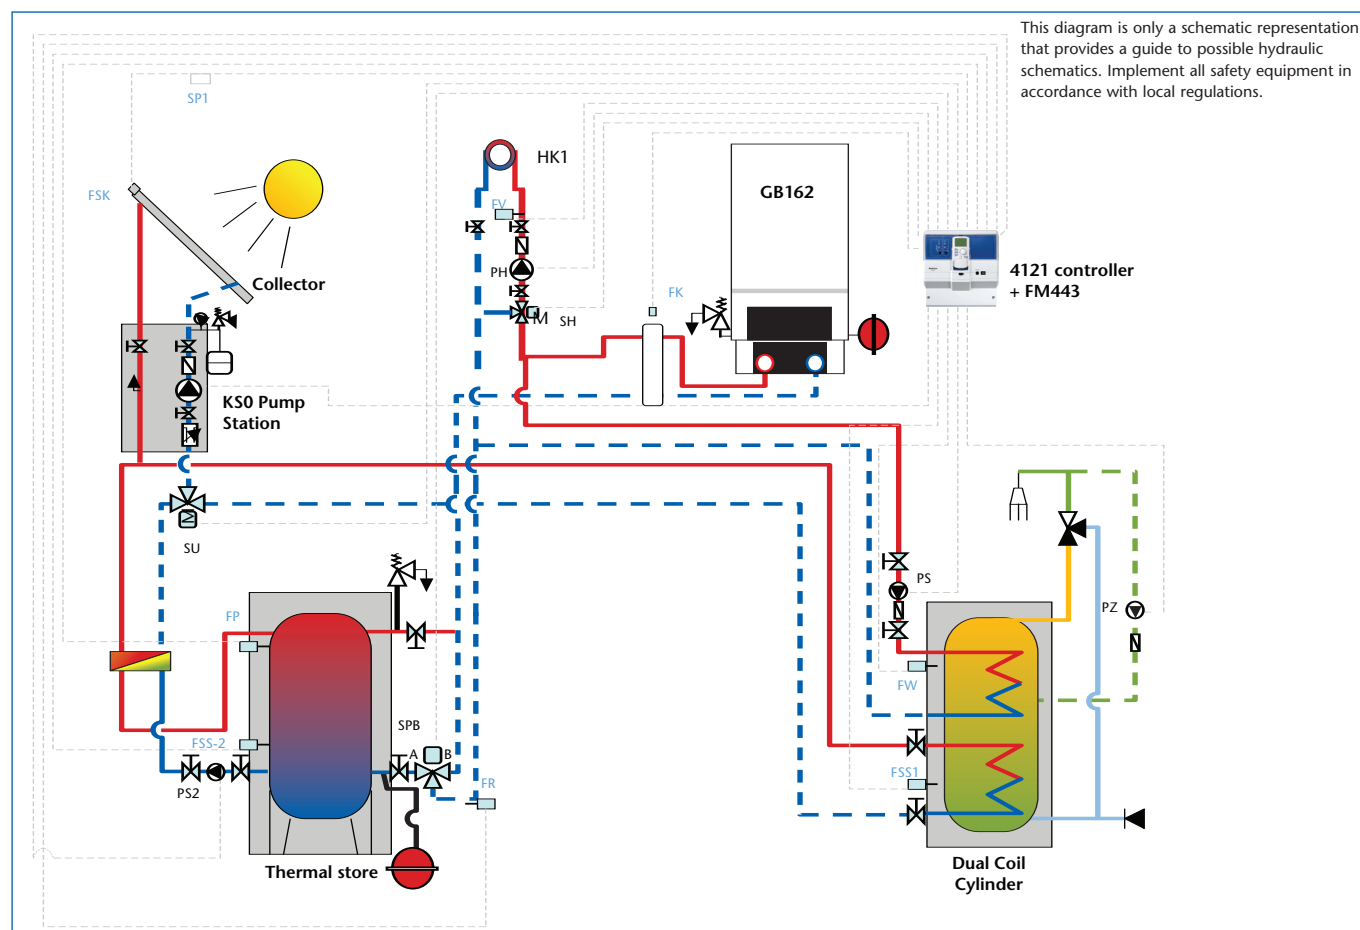 This diagram is only a schematic representation
that provides a guide to possible hydraulic
schematics. Implement all safety equipment in
accordance with local regulations.
SP1
HK1
FSK
GB162
FV
Collector
PH
4121 controller
+ FM443
FK
M
SH
KS0 Pump
Station
SU
PS
PZ
FP
FW
SPB
FSS-2
A
B
FSS1
FR
PS2
Thermal store
Dual Coil
Cylinder